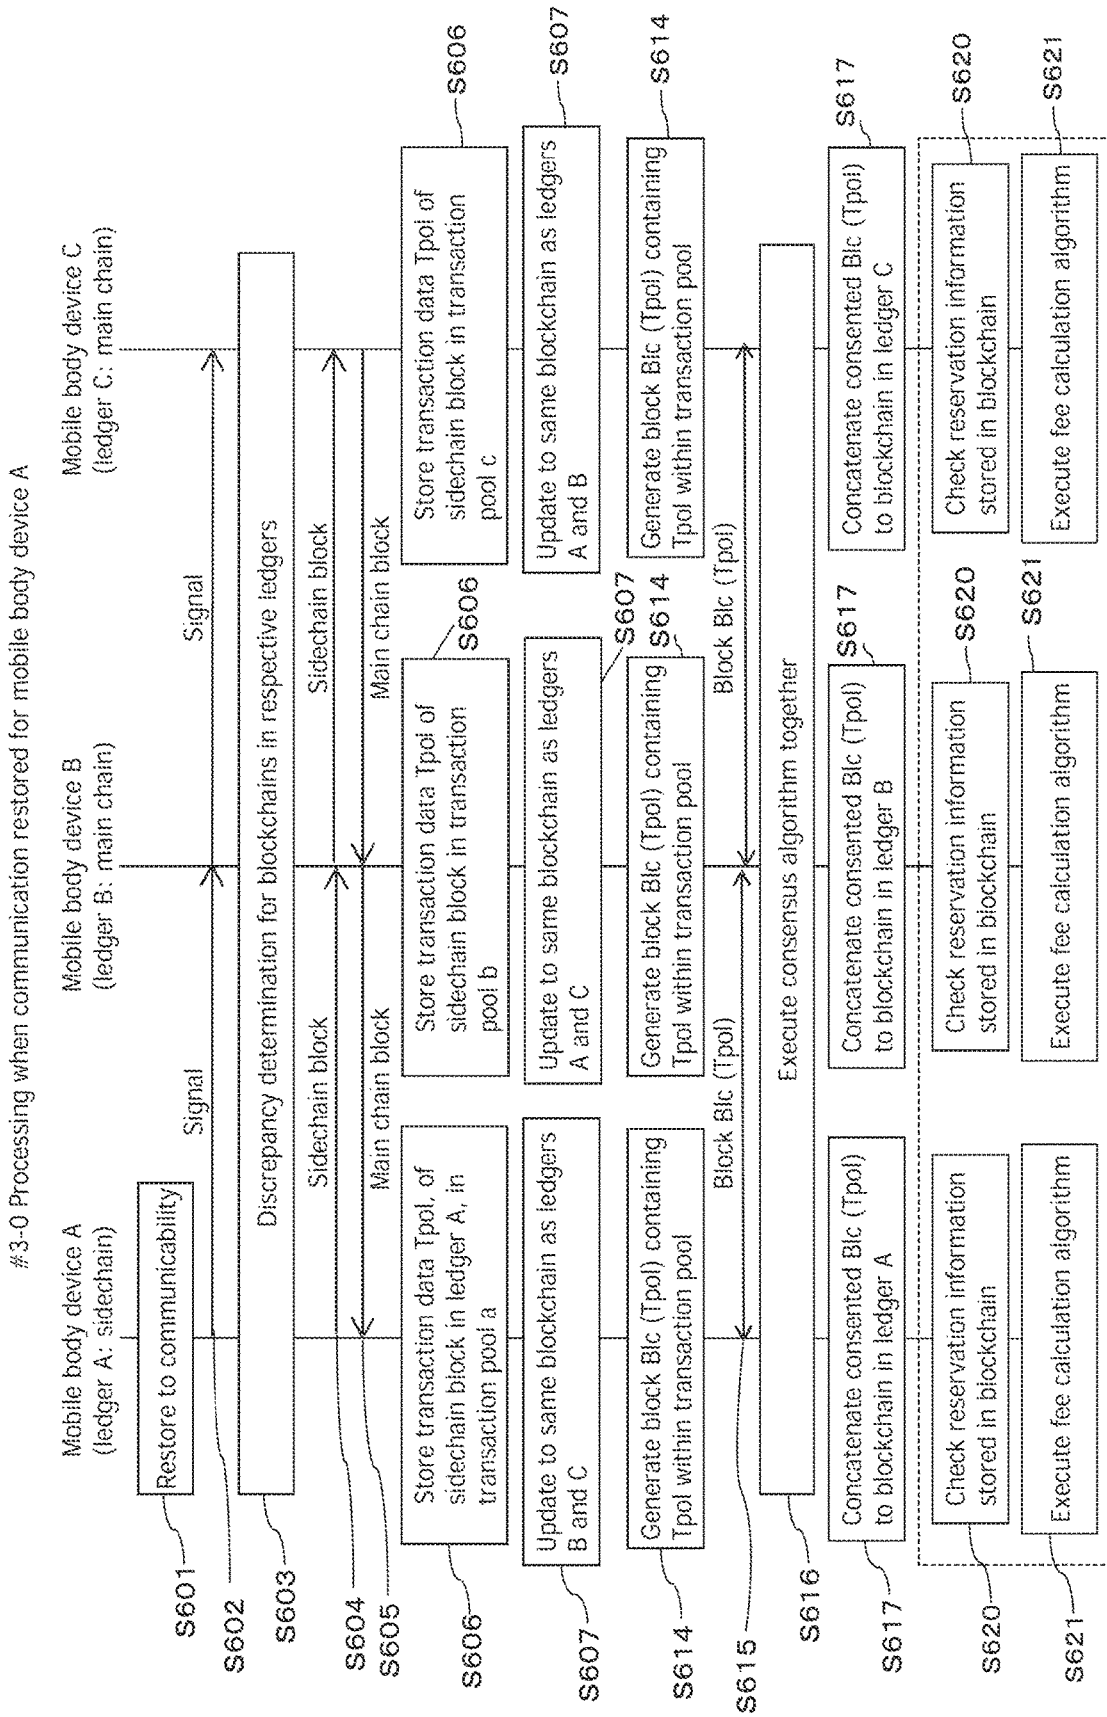 #3-0 Processing when communication restored for mobile body device A
Mobile body device A
(ledger A: sidechain)
Mobile body device B
(ledger B: main chain)
Mobile body device C
(ledger C: main chain)
S601
Restore to communicability
S602
Signal
Signal
S603
Discrepancy determination for blockchains in respective ledgers
S604
Sidechain block
Sidechain block
S605
Main chain block
Main chain block
S606
Store transaction data Tpol, of
sidechain block in ledger A, in
transaction pool a
Store transaction data Tpol of
sidechain block in transaction
pool b
S606
Store transaction data Tpol of
sidechain block in transaction
pool c
S606
S607
Update to same blockchain as ledgers
B and C
Update to same blockchain as ledgers
A and C
S607
Update to same blockchain as ledgers
A and B
S607
S614
Generate block Blc (Tpol) containing
Tpol within transaction pool
Generate block Blc (Tpol) containing
Tpol within transaction pool
S614
Generate block Blc (Tpol) containing
Tpol within transaction pool
S614
S615
Block Blc (Tpol)
Block Blc (Tpol)
S616
Execute consensus algorithm together
S617
Concatenate consented Blc (Tpol)
to blockchain in ledger A
Concatenate consented Blc (Tpol)
to blockchain in ledger B
S617
Concatenate consented Blc (Tpol)
to blockchain in ledger C
S617
S620
Check reservation information
stored in blockchain
Check reservation information
stored in blockchain
S620
Check reservation information
stored in blockchain
S620
S621
Execute fee calculation algorithm
Execute fee calculation algorithm
S621
Execute fee calculation algorithm
S621